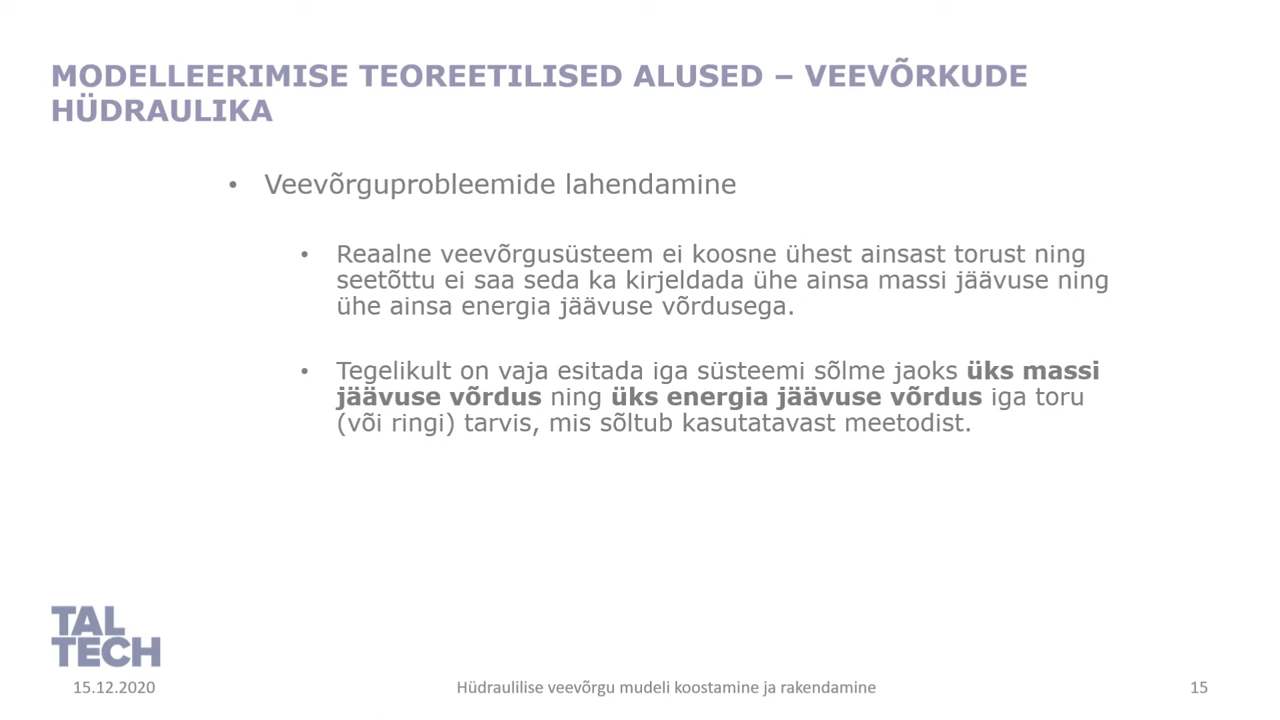 MODELLEERIMISE TEOREETILISED ALUSED – VEEVÕRKUDE
HÜDRAULIKA
• Veevõrguprobleemide lahendamine
• Reaalne veevõrgusüsteem ei koosne ühest ainsast torust ning
seetõttu ei saa seda ka kirjeldada ühe ainsa massi jäävuse ning
ühe ainsa energia jäävuse võrdusega.
• Tegelikult on vaja esitada iga süsteemi sõlme jaoks üks massi
jäävuse võrdus ning üks energia jäävuse võrdus iga toru
(või ringi) tarvis, mis sõltub kasutatavast meetodist.
TAL
TECH
15.12.2020
Hüdraulilise veevõrgu mudeli koostamine ja rakendamine
15